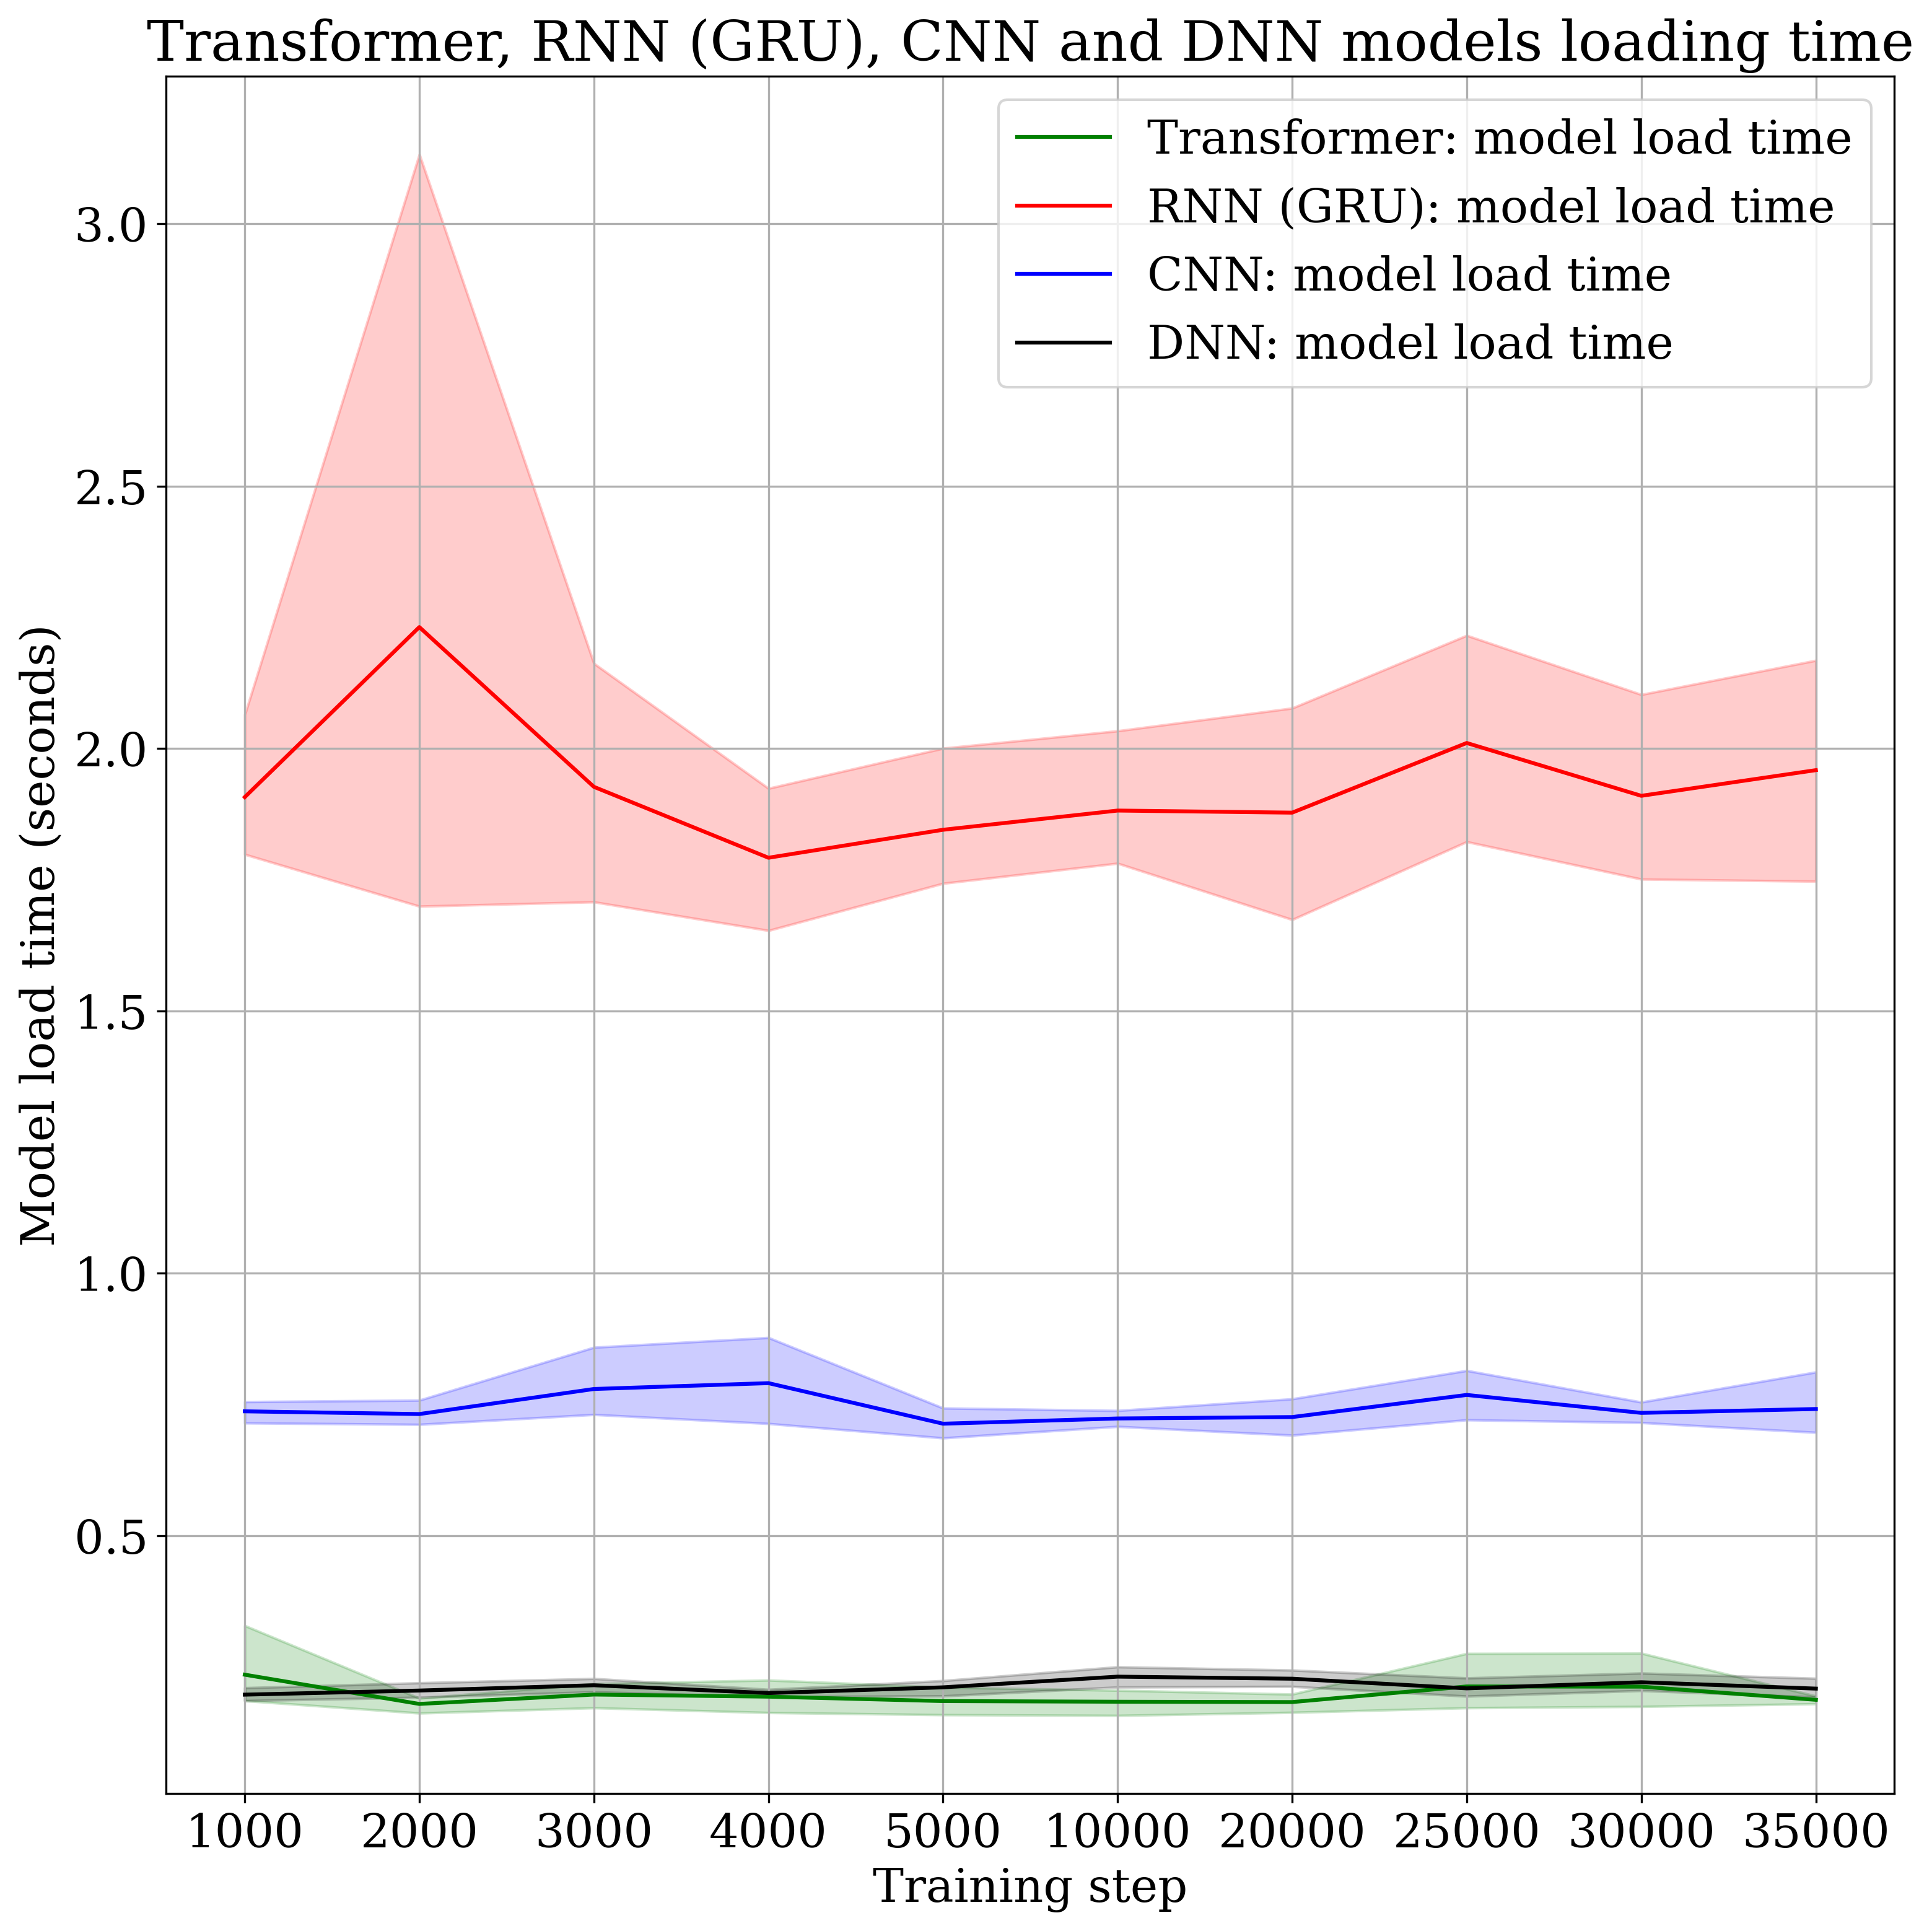 Transformer, RNN (GRU), CNN and DNN models loading time
Transformer: model load time
RNN (GRU): model load time
CNN: model load time
DNN: model load time
Model load time (seconds)
3.0
2.5
2.0
1.5
1.0
0.5
1000 2000 3000 4000 5000 10000 20000 25000 30000 35000
Training step